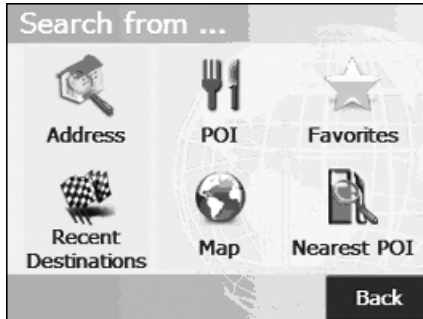 Search from ...
Address
POI
Favorites
Recent
Destinations
Map
Nearest POI
Back